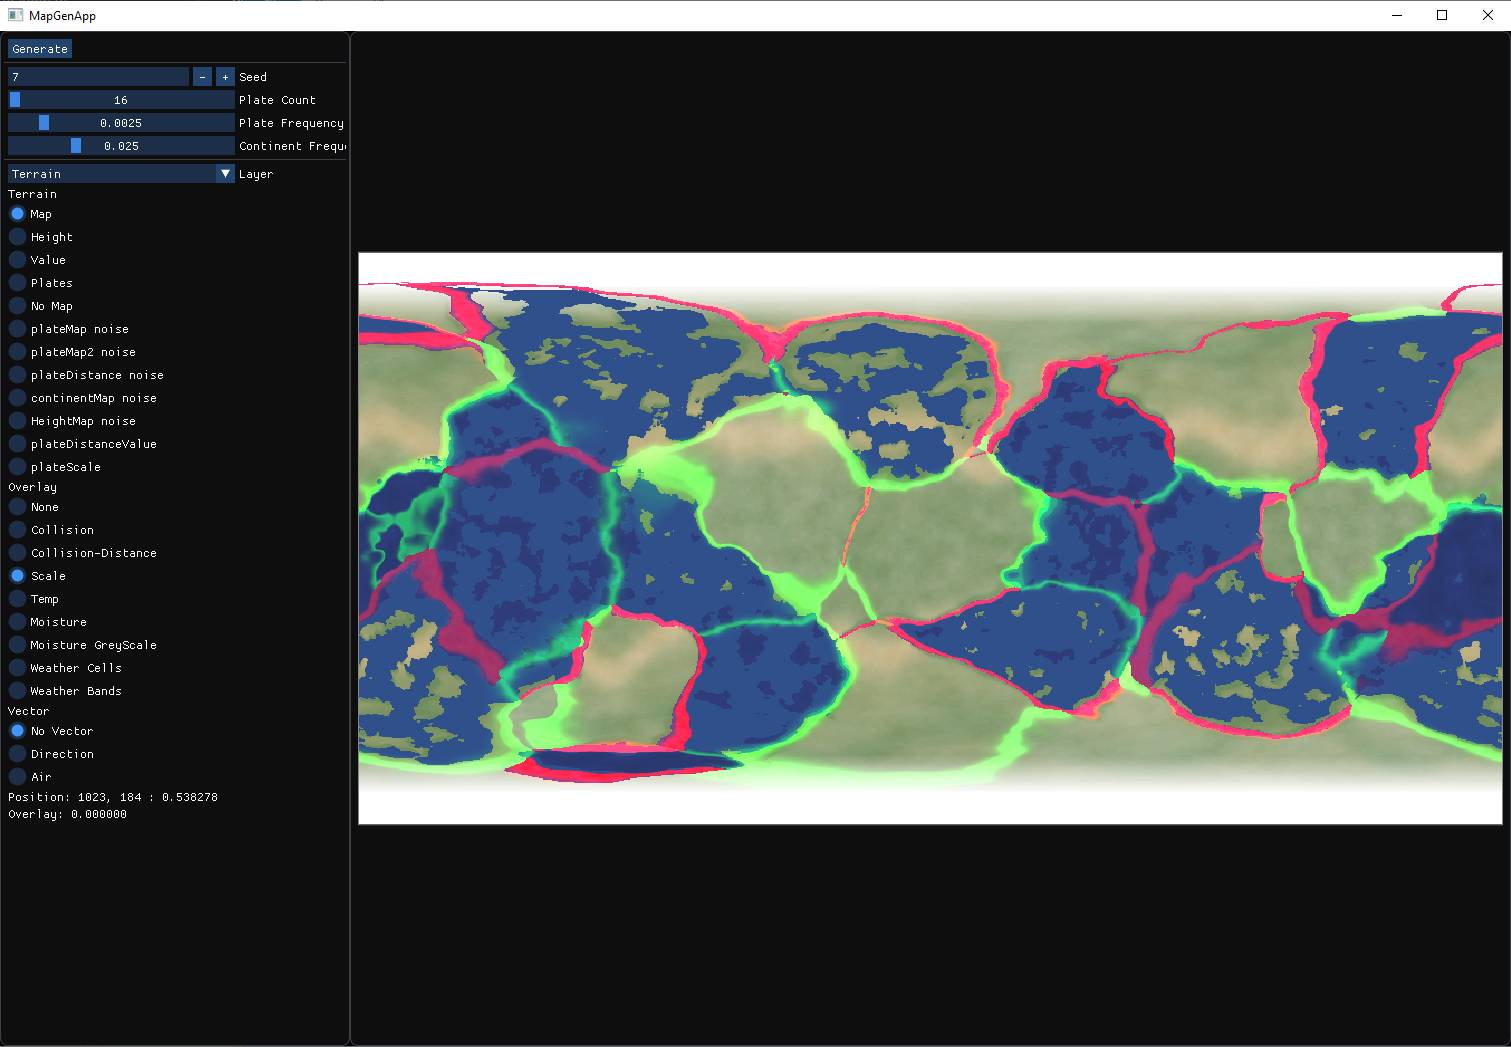 MapGenApp
Generate
7 - + Seed
16 Plate Count
0.0025 Plate Frequency
0.025 Continent Frequ
Terrain Layer
Terrain
Map
Height
Value
Plates
No Map
plateMap noise
plateMap2 noise
plateDistance noise
continentMap noise
HeightMap noise
plateDistanceValue
plateScale
Overlay
None
Collision
Collision-Distance
Scale
Temp
Moisture
Moisture GreyScale
Weather Cells
Weather Bands
Vector
No Vector
Direction
Air
Position: 1023, 184 : 0.538278
Overlay: 0.000000